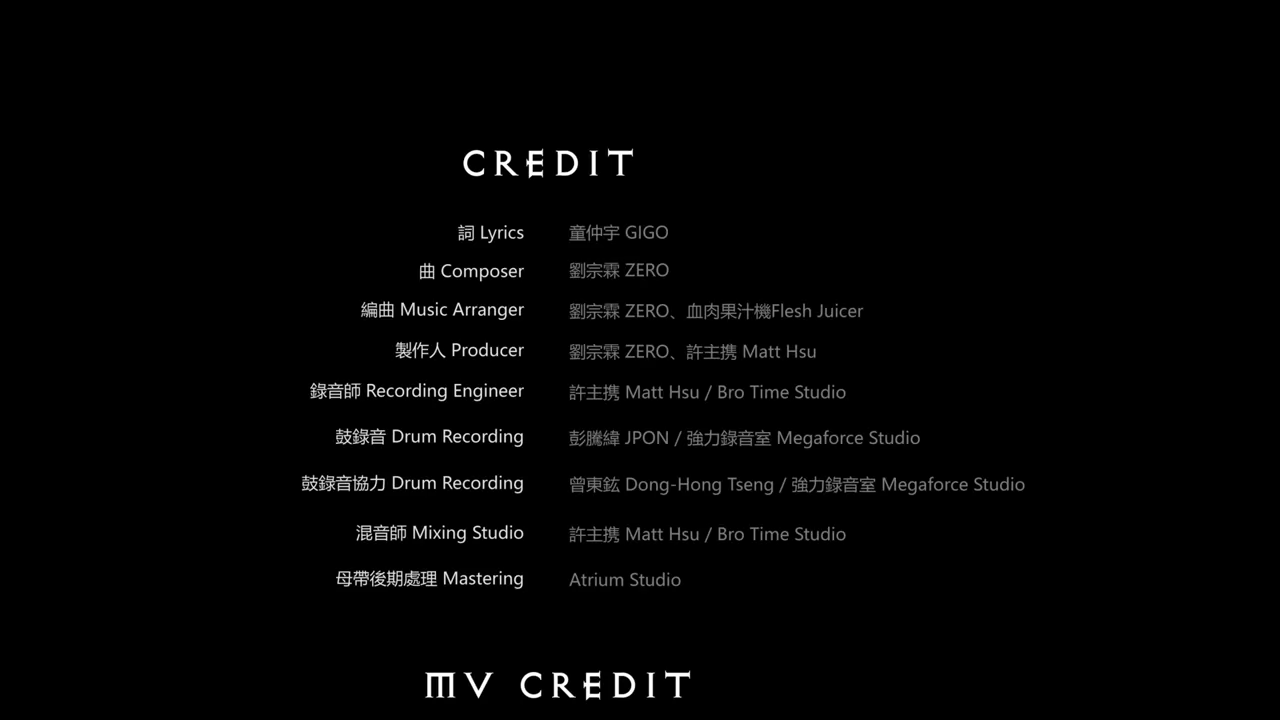 CREDIT
詞 Lyrics 童仲宇 GIGO
曲 Composer 劉宗霖 ZERO
編曲 Music Arranger 劉宗霖 ZERO、血肉果汁機Flesh Juicer
製作人 Producer 劉宗霖 ZERO、許主携 Matt Hsu
錄音師 Recording Engineer 許主携 Matt Hsu / Bro Time Studio
鼓錄音 Drum Recording 彭騰緯 JPON / 強力錄音室 Megaforce Studio
鼓錄音協力 Drum Recording 曾東鉉 Dong-Hong Tseng / 強力錄音室 Megaforce Studio
混音師 Mixing Studio 許主携 Matt Hsu / Bro Time Studio
母帶後期處理 Mastering Atrium Studio
MV CREDIT